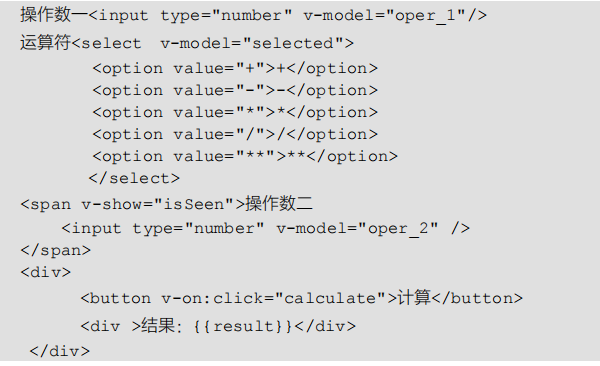 操作数一<input type="number" v-model="oper_1"/>
运算符<select  v-model="selected">
<option value="+">+</option>
<option value="-">-</option>
<option value="*">*</option>
<option value="/">/</option>
<option value="**">**</option>
</select>
<span v-show="isSeen">操作数二
<input type="number" v-model="oper_2" />
</span>
<div>
<button v-on:click="calculate">计算</button>
<div >结果：{{result}}</div>
</div>